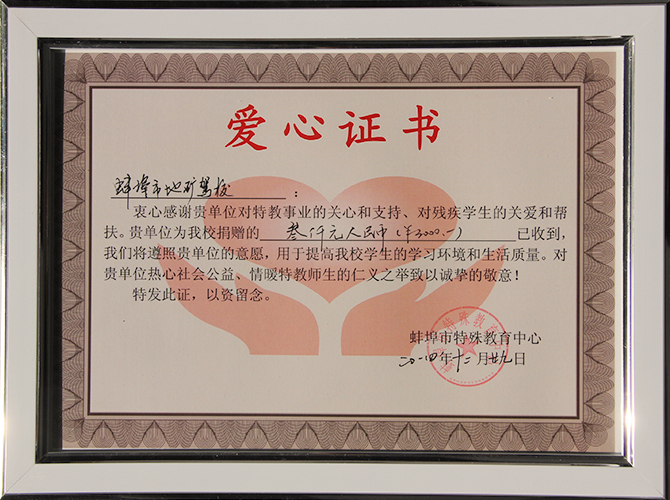 爱心证书
蚌埠市地矿驾校：
衷心感谢贵单位对特教事业的关心和支持、对残疾学生的关爱和帮
扶。贵单位为我校捐赠的 叁仟元人民币(￥3000.-) 已收到，
我们将遵照贵单位的意愿，用于提高我校学生的学习环境和生活质量。对
贵单位热心社会公益、情暖特教师生的仁义之举致以诚挚的敬意！
特发此证，以资留念。
蚌埠市特殊教育中心
二〇一四年十二月廿九日